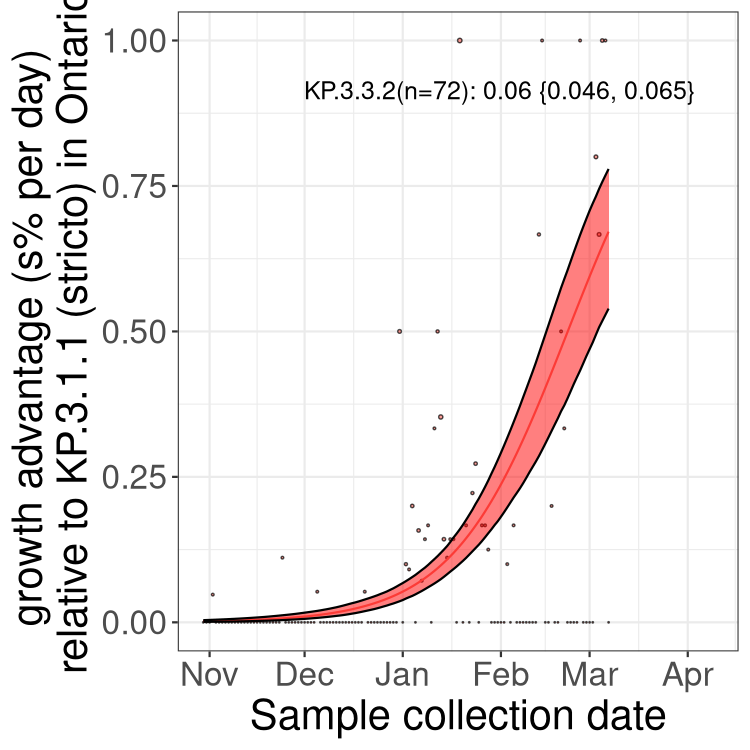 growth advantage (s% per day)
relative to KP.3.1.1 (stricto) in Ontario
1.00
KP.3.3.2(n=72): 0.06 {0.046, 0.065}
0.75
0.50
0.25
0.00
Nov Dec Jan Feb Mar Apr
Sample collection date